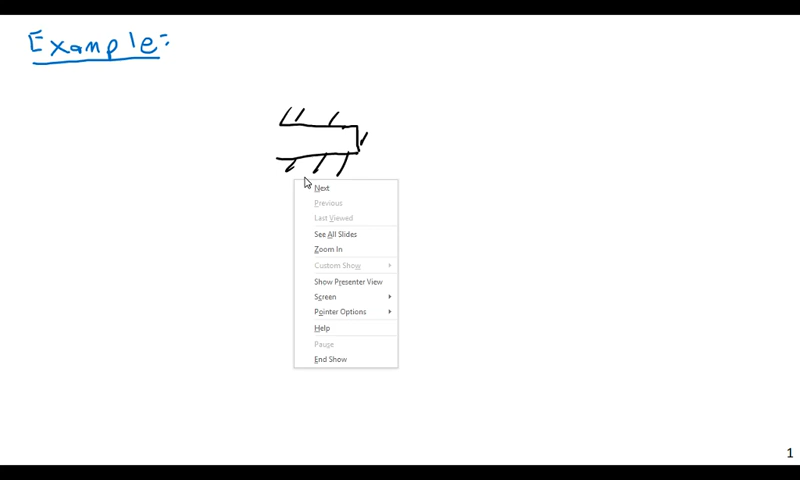 Example:
Next
Previous
Last Viewed
See All Slides
Zoom In
Custom Show
Show Presenter View
Screen
Pointer Options
Help
Pause
End Show
1